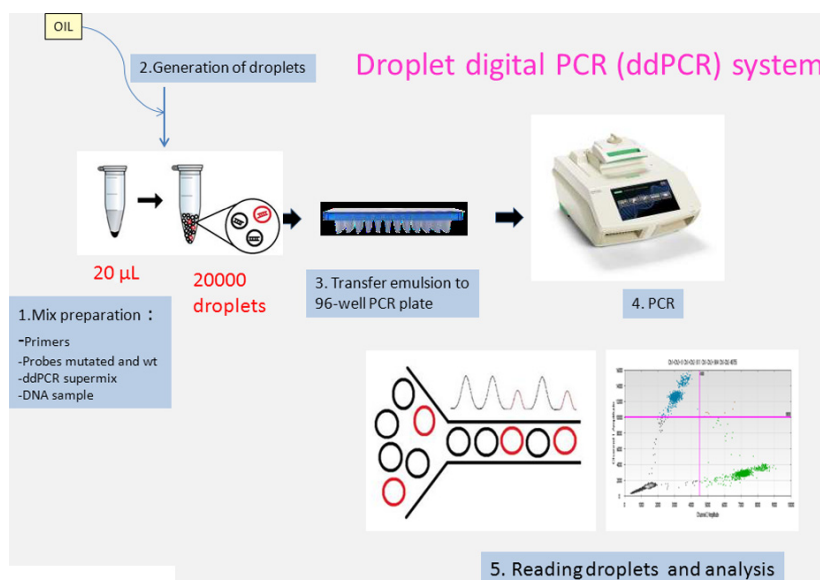 OIL
2.Generation of droplets
Droplet digital PCR (ddPCR) system
20 µL
20000
droplets
1.Mix preparation :
-Primers
-Probes mutated and wt
-ddPCR supermix
-DNA sample
3. Transfer emulsion to
96-well PCR plate
4. PCR
5. Reading droplets and analysis